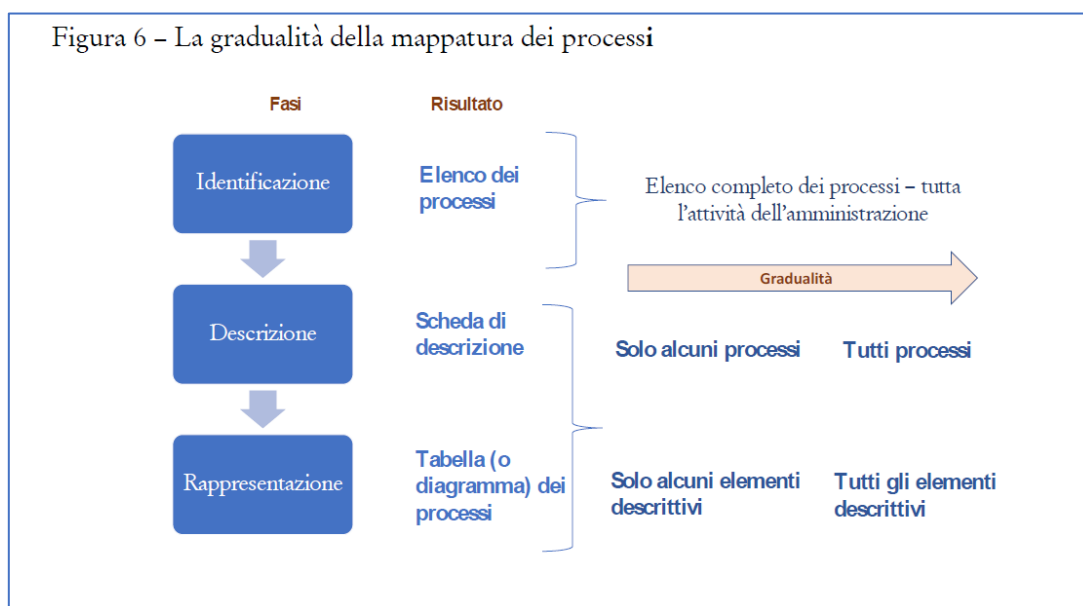 Figura 6 – La gradualità della mappatura dei processi
Fasi
Risultato
Identificazione
Elenco dei
processi
Elenco completo dei processi – tutta
l'attività dell'amministrazione
Gradualità
Descrizione
Scheda di
descrizione
Solo alcuni processi
Tutti processi
Rappresentazione
Tabella (o
diagramma) dei
processi
Solo alcuni elementi
descrittivi
Tutti gli elementi
descrittivi